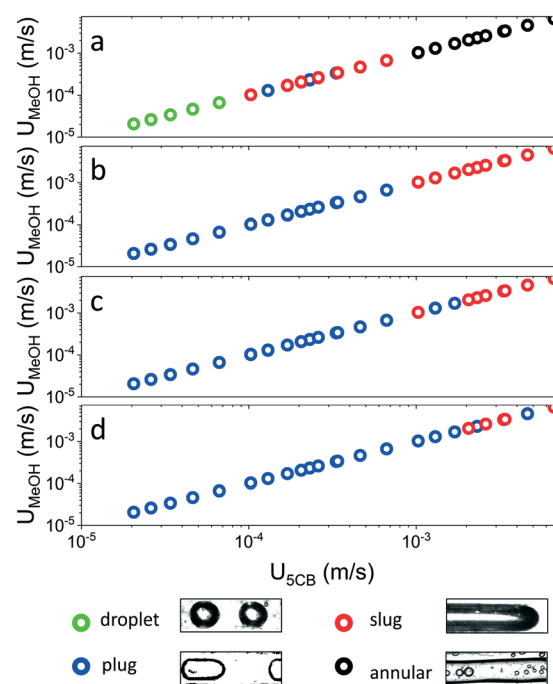 a
10⁻³
10⁻⁴
10⁻⁵
U_MeOH (m/s)
b
10⁻³
10⁻⁴
10⁻⁵
U_MeOH (m/s)
c
10⁻³
10⁻⁴
10⁻⁵
U_MeOH (m/s)
d
10⁻³
10⁻⁴
10⁻⁵
U_MeOH (m/s)
10⁻⁵ 10⁻⁴ 10⁻³
U_5CB (m/s)
droplet slug
plug annular